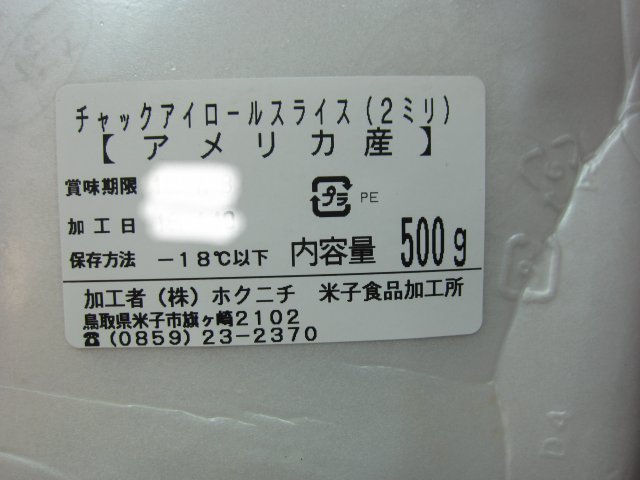 チャックアイロールスライス(2ミリ)
【アメリカ産】
賞味期限
プラ PE
加工日
保存方法 -18℃以下 内容量 500g
加工者(株)ホクニチ 米子食品加工所
鳥取県米子市旗ヶ崎2102
☎(0859)23-2370
D4